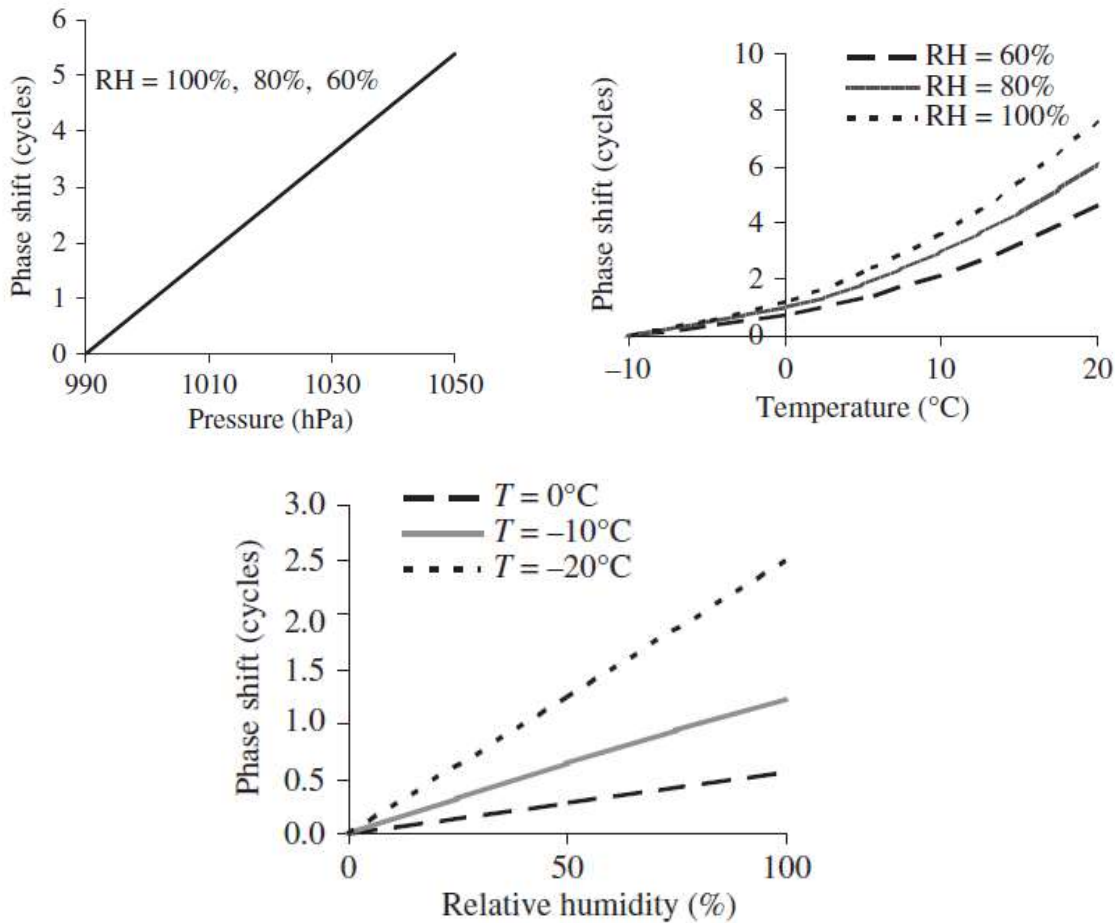 6
5
4
3
2
1
0
Phase shift (cycles)
RH = 100%, 80%, 60%
990 1010 1030 1050
Pressure (hPa)
10
8
6
4
2
0
Phase shift (cycles)
RH = 60%
RH = 80%
RH = 100%
–10 0 10 20
Temperature (°C)
3.0
2.5
2.0
1.5
1.0
0.5
0.0
Phase shift (cycles)
T = 0°C
T = –10°C
T = –20°C
0 50 100
Relative humidity (%)